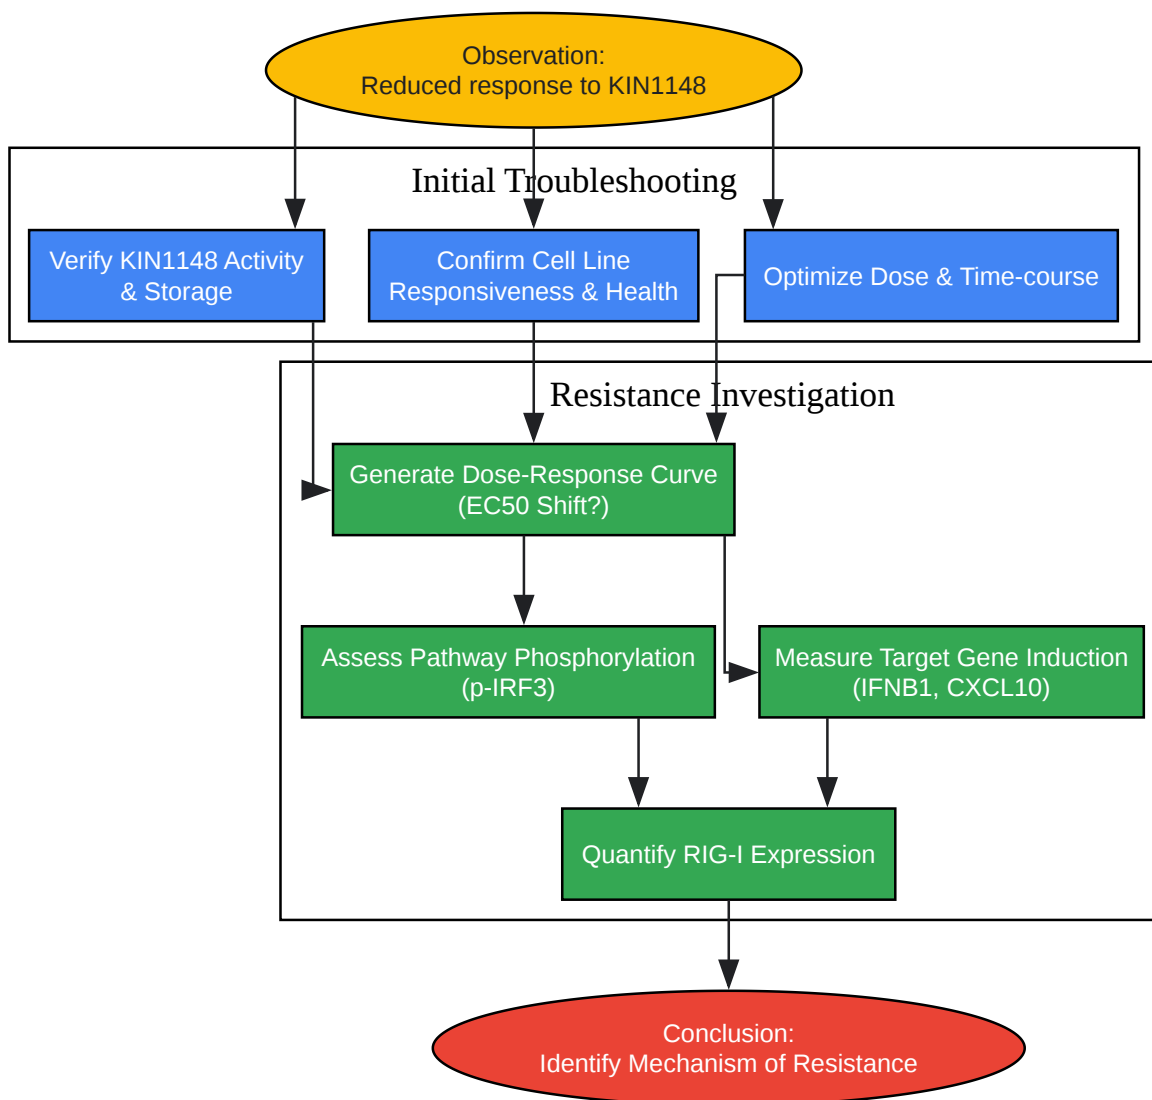 Observation:
Reduced response to KIN1148
Initial Troubleshooting
Verify KIN1148 Activity
& Storage
Confirm Cell Line
Responsiveness & Health
Optimize Dose & Time-course
Resistance Investigation
Generate Dose-Response Curve
(EC50 Shift?)
Assess Pathway Phosphorylation
(p-IRF3)
Measure Target Gene Induction
(IFNB1, CXCL10)
Quantify RIG-I Expression
Conclusion:
Identify Mechanism of Resistance